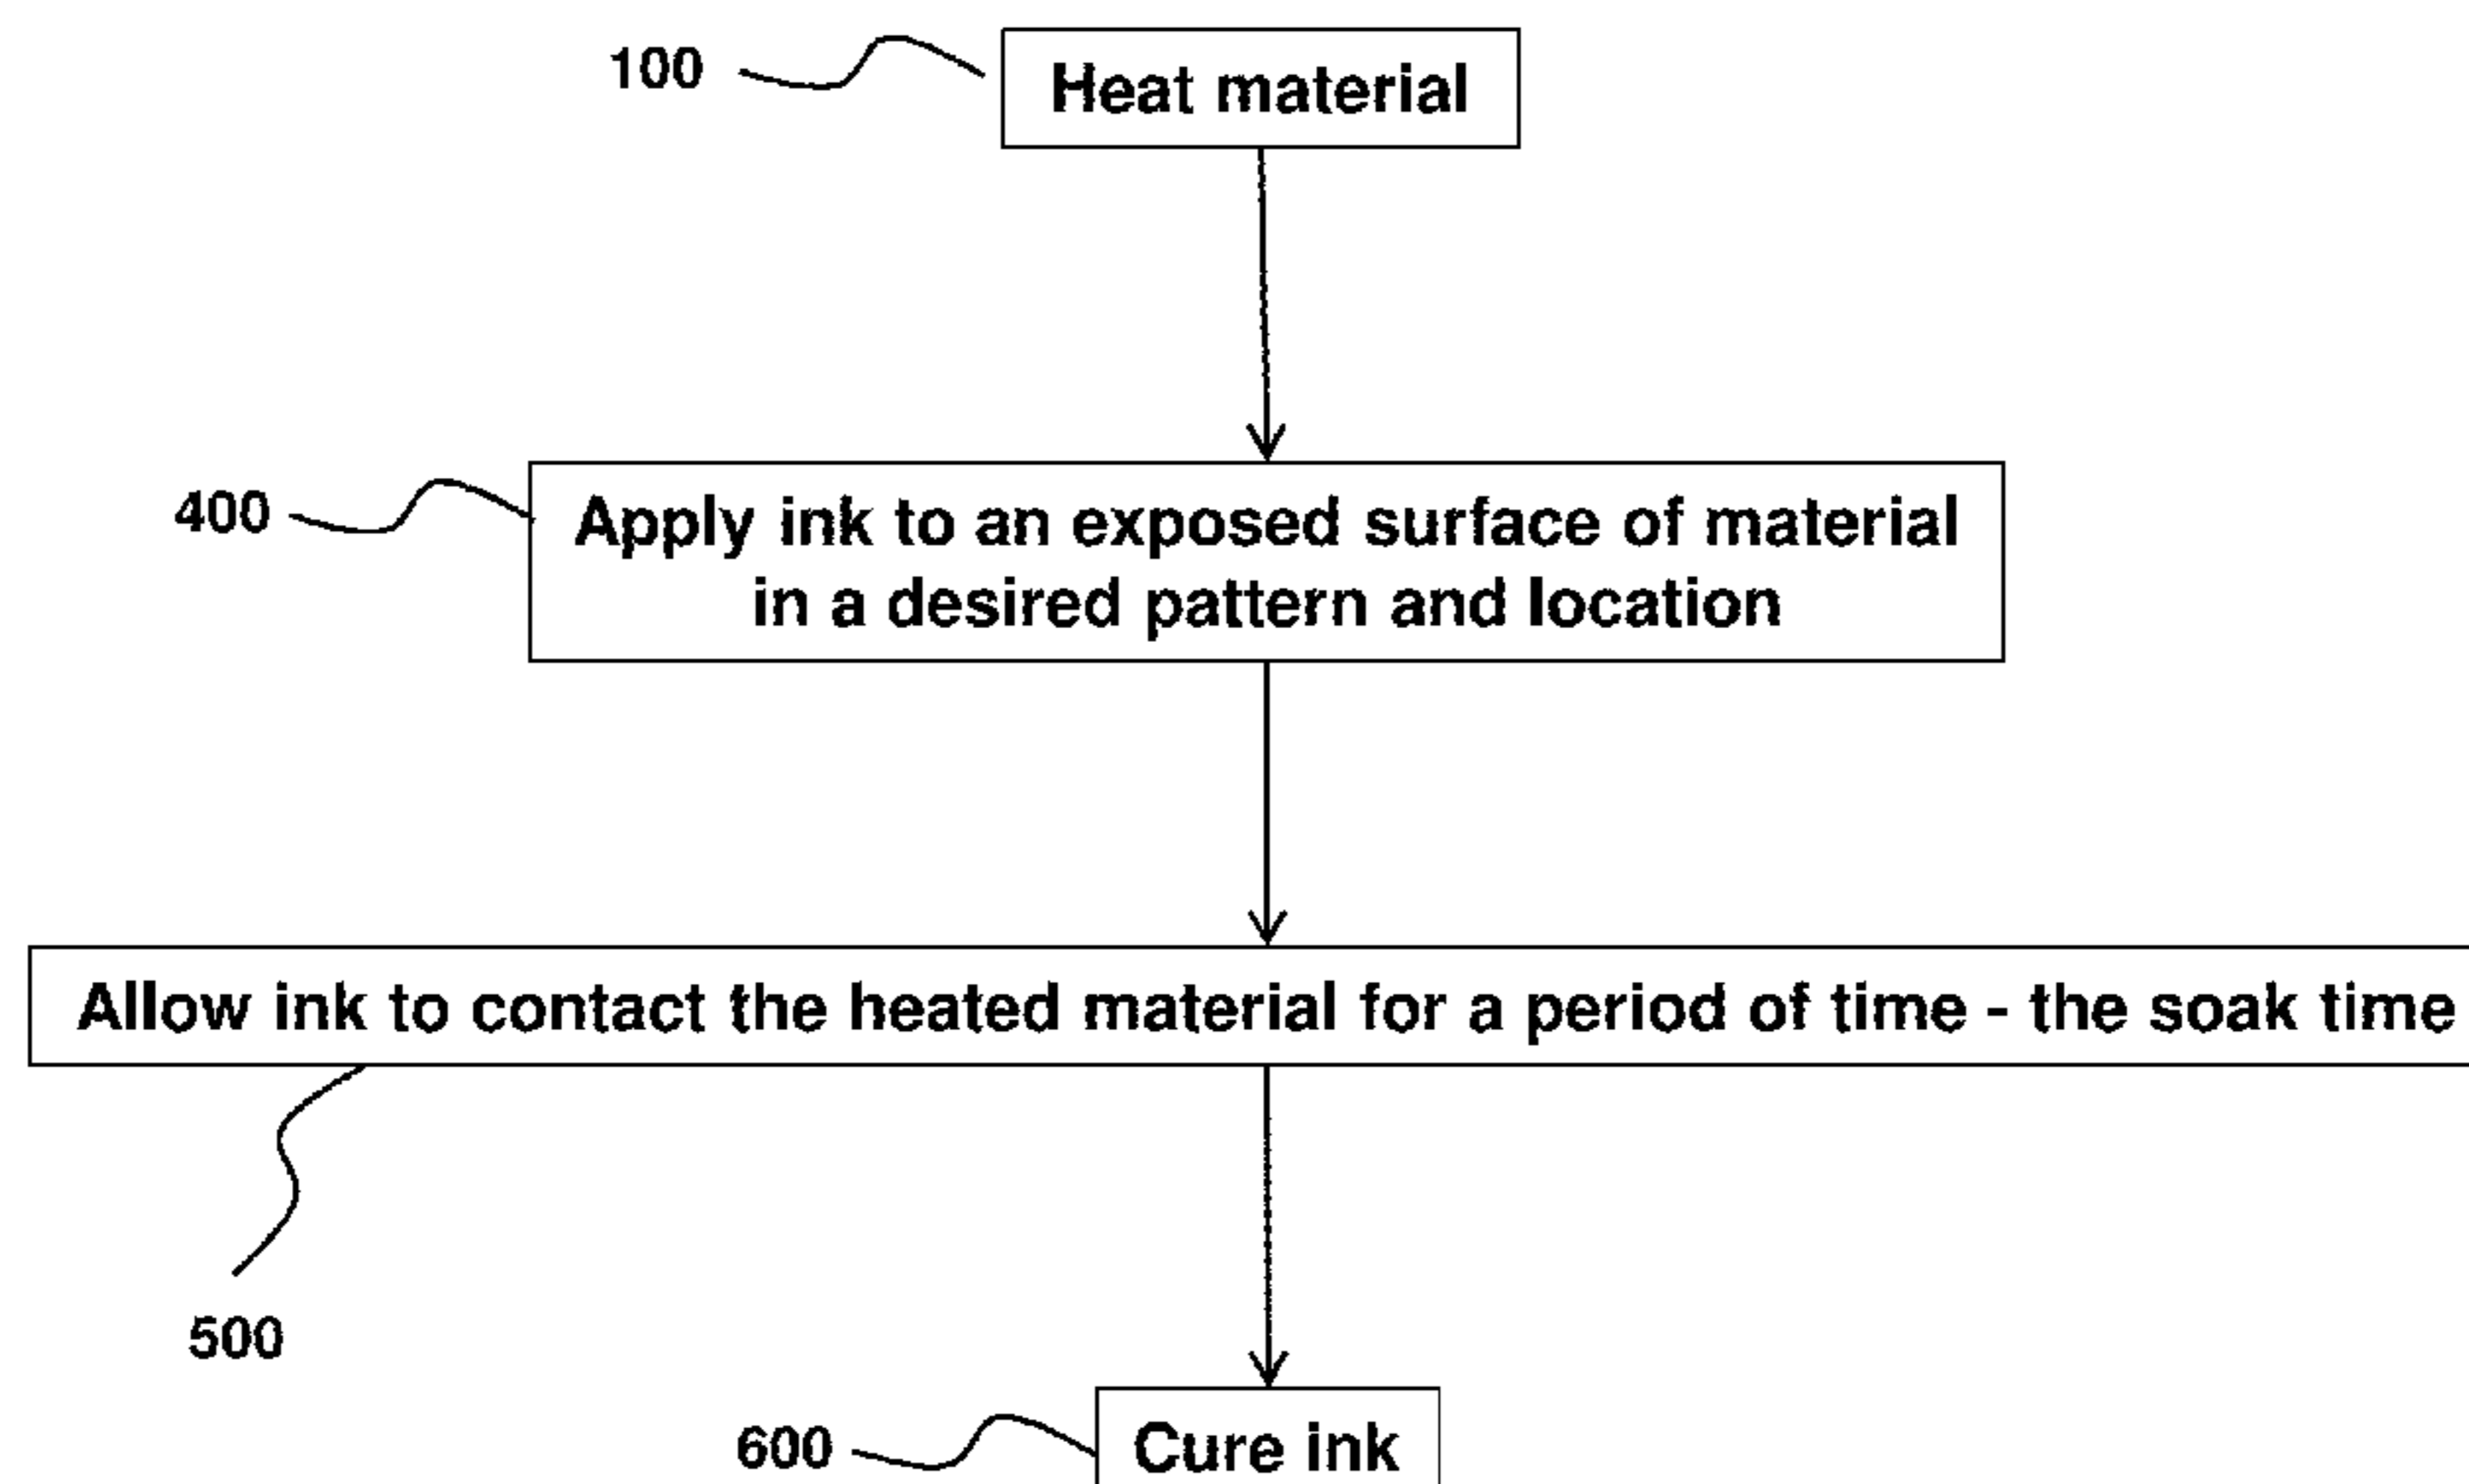 100
Heat material
400
Apply ink to an exposed surface of material
in a desired pattern and location
Allow ink to contact the heated material for a period of time - the soak time
500
600
Cure ink